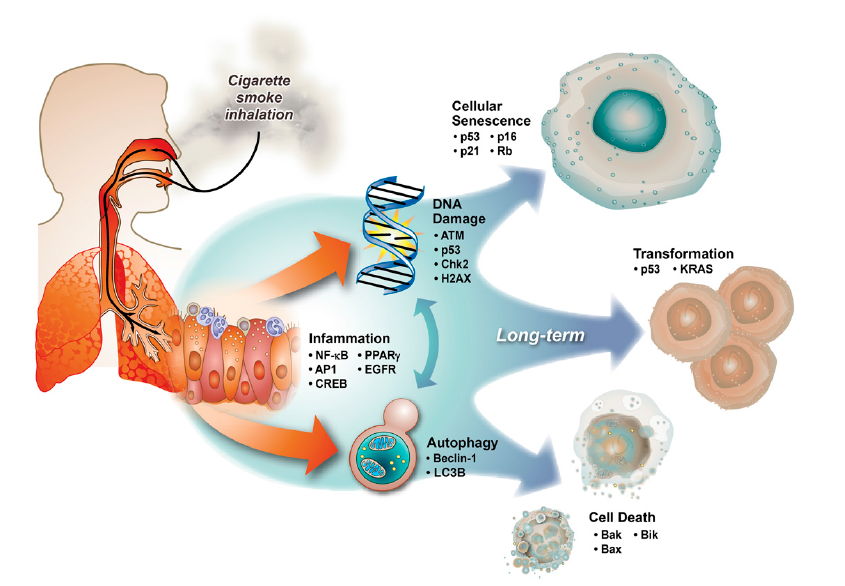 Cigarette
smoke
inhalation
Cellular
Senescence
• p53 • p16
• p21 • Rb
DNA
Damage
• ATM
• p53
• Chk2
• H2AX
Transformation
• p53 • KRAS
Infammation
• NF-κB • PPARγ
• AP1 • EGFR
• CREB
Long-term
Autophagy
• Beclin-1
• LC3B
Cell Death
• Bak • Bik
• Bax